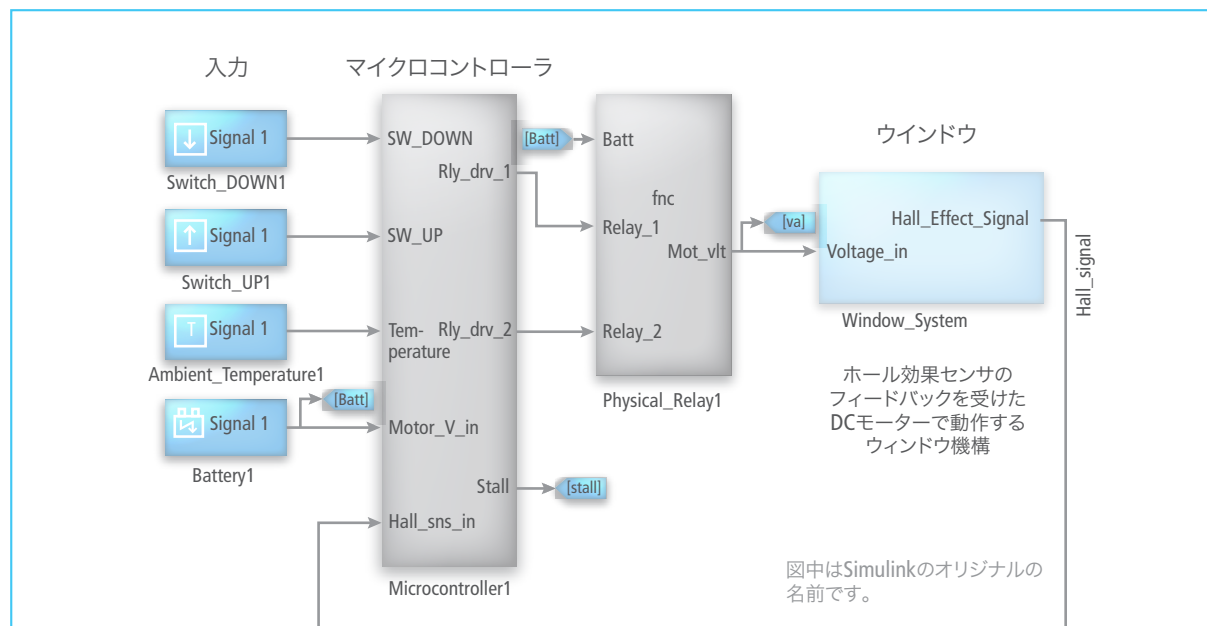 入力
マイクロコントローラ
Signal 1
Switch_DOWN1
Signal 1
Switch_UP1
T
Signal 1
Ambient_Temperature1
[Batt]
Signal 1
Battery1
SW_DOWN
Rly_drv_1
SW_UP
Tem-
perature
Rly_drv_2
Motor_V_in
Stall
Hall_sns_in
Microcontroller1
[Batt]
[stall]
Batt
fnc
Relay_1
Mot_vlt
Relay_2
Physical_Relay1
ウインドウ
[va]
Hall_Effect_Signal
Voltage_in
Window_System
Hall_signal
ホール効果センサの
フィードバックを受けた
DCモーターで動作する
ウィンドウ機構
図中はSimulinkのオリジナルの
名前です。